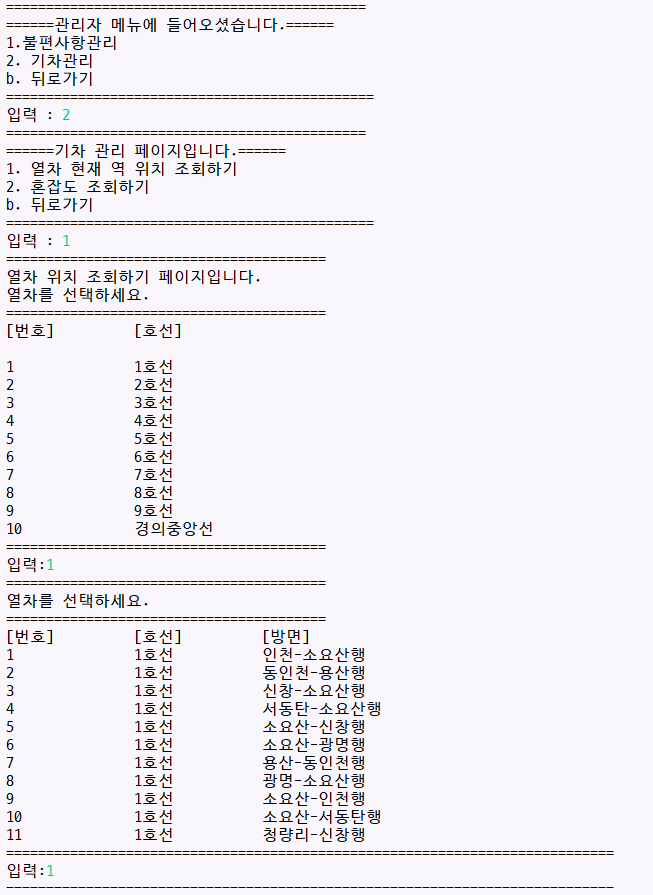 =============================================
======관리자 메뉴에 들어오셨습니다.======
1.불편사항관리
2. 기차관리
b. 뒤로가기
==============================================
입력 : 2
=============================================
======기차 관리 페이지입니다.======
1. 열차 현재 역 위치 조회하기
2. 혼잡도 조회하기
b. 뒤로가기
==============================================
입력 : 1
========================================
열차 위치 조회하기 페이지입니다.
열차를 선택하세요.
========================================
[번호] [호선]
1 1호선
2 2호선
3 3호선
4 4호선
5 5호선
6 6호선
7 7호선
8 8호선
9 9호선
10 경의중앙선
========================================
입력:1
========================================
열차를 선택하세요.
========================================
[번호] [호선] [방면]
1 1호선 인천-소요산행
2 1호선 동인천-용산행
3 1호선 신창-소요산행
4 1호선 서동탄-소요산행
5 1호선 소요산-신창행
6 1호선 소요산-광명행
7 1호선 용산-동인천행
8 1호선 광명-소요산행
9 1호선 소요산-인천행
10 1호선 소요산-서동탄행
11 1호선 청량리-신창행
============================================================================
입력:1
============================================================================